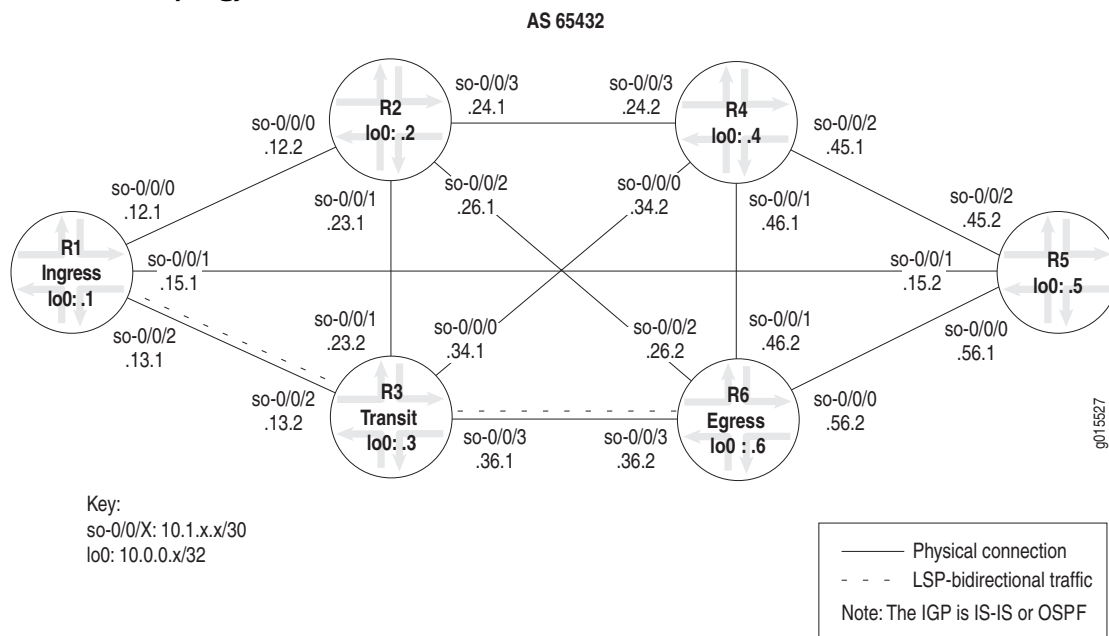 AS 65432
R2
lo0: .2
so-0/0/3
.24.1
so-0/0/3
.24.2
R4
lo0: .4
so-0/0/0
.12.2
so-0/0/2
.45.1
so-0/0/0
.12.1
so-0/0/1
.23.1
so-0/0/2
.26.1
so-0/0/0
.34.2
so-0/0/1
.46.1
so-0/0/2
.45.2
R1
Ingress
lo0: .1
so-0/0/1
.15.1
so-0/0/1
.15.2
R5
lo0: .5
so-0/0/2
.13.1
so-0/0/1
.23.2
so-0/0/0
.34.1
so-0/0/2
.26.2
so-0/0/1
.46.2
so-0/0/0
.56.1
so-0/0/2
.13.2
R3
Transit
lo0: .3
so-0/0/3
.36.1
so-0/0/3
.36.2
R6
Egress
lo0 : .6
so-0/0/0
.56.2
g015527
Key:
so-0/0/X: 10.1.x.x/30
lo0: 10.0.0.x/32
Physical connection
LSP-bidirectional traffic
Note: The IGP is IS-IS or OSPF